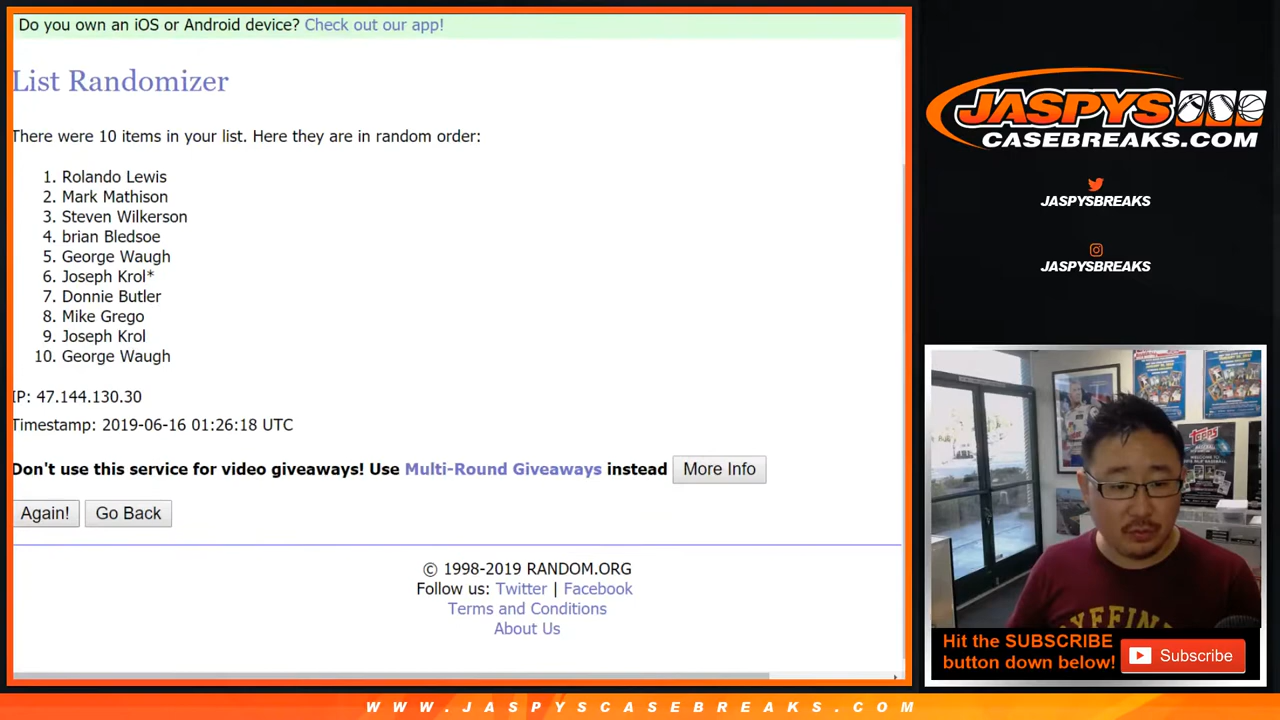 Do you own an iOS or Android device? Check out our app!
List Randomizer
There were 10 items in your list. Here they are in random order:
1. Rolando Lewis
2. Mark Mathison
3. Steven Wilkerson
4. brian Bledsoe
5. George Waugh
6. Joseph Krol*
7. Donnie Butler
8. Mike Grego
9. Joseph Krol
10. George Waugh
IP: 47.144.130.30
Timestamp: 2019-06-16 01:26:18 UTC
Don't use this service for video giveaways! Use Multi-Round Giveaways instead More Info
Again! Go Back
© 1998-2019 RANDOM.ORG
Follow us: Twitter | Facebook
Terms and Conditions
About Us
JASPYS
CASEBREAKS.COM
JASPYSBREAKS
JASPYSBREAKS
topps
Hit the SUBSCRIBE
button down below!
Subscribe
WWW.JASPYSCASEBREAKS.COM